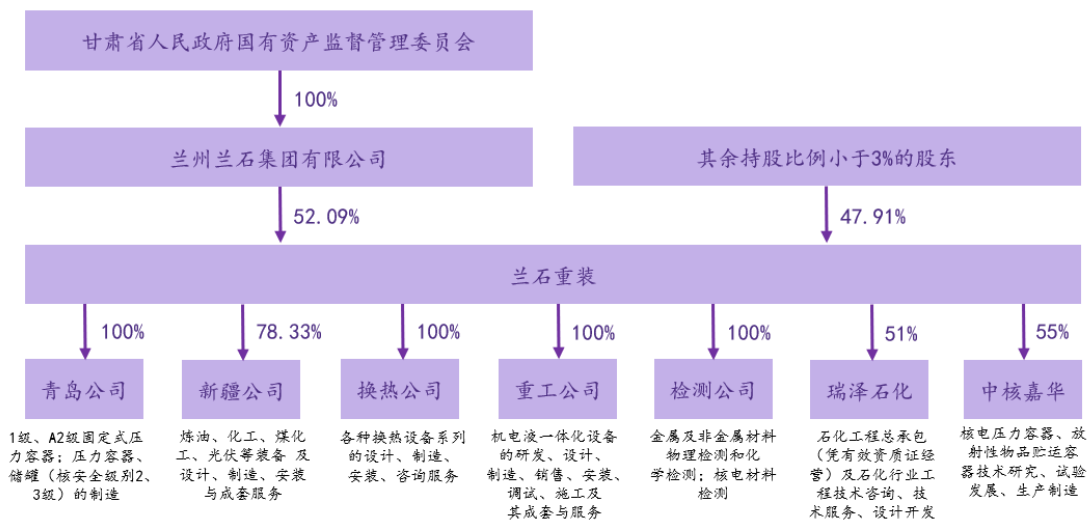 甘肃省人民政府国有资产监督管理委员会
100%
兰州兰石集团有限公司
其余持股比例小于3%的股东
52.09%
47.91%
兰石重装
100%
78.33%
100%
100%
100%
51%
55%
青岛公司
新疆公司
换热公司
重工公司
检测公司
瑞泽石化
中核嘉华
1级、A2级固定式压
力容器；压力容器、
储罐（核安全级别2、
3级）的制造
炼油、化工、煤化
工、光伏等装备 及
设计、制造、安装
与成套服务
各种换热设备系列
的设计、制造、
安装、咨询服务
机电液一体化设备
的研发、设计、
制造、销售、安装、
调试、施工及
其成套与服务
金属及非金属材料
物理检测和化
学检测；核电材料
检测
石化工程总承包
（凭有效资质证经
营）及石化行业工
程技术咨询、技
术服务、设计开发
核电压力容器、放
射性物品贮运容
器技术研究、试验
发展、生产制造